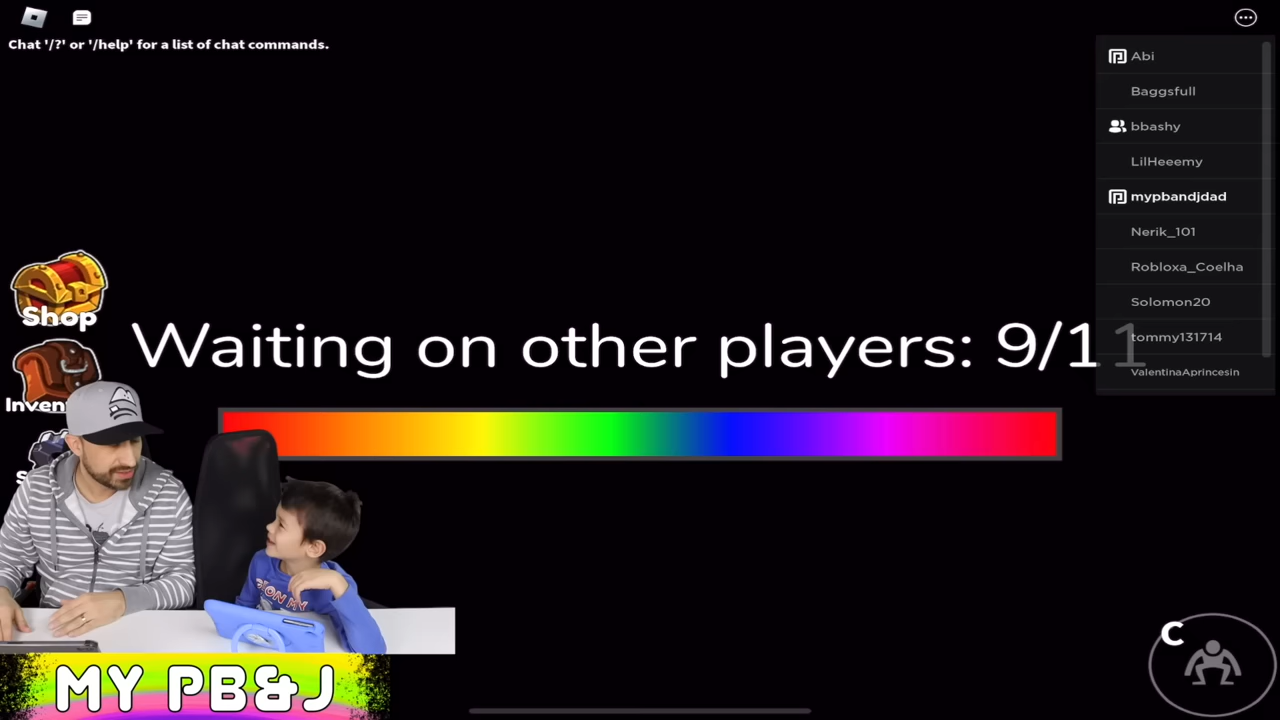 Chat '/?' or '/help' for a list of chat commands.
Abi
Baggsfull
bbashy
LilHeeemy
mypbandjdad
Nerik_101
Robloxa_Coelha
Solomon20
tommy131714
ValentinaAprincesin
Shop
Waiting on other players: 9/11
C
MY PB&J